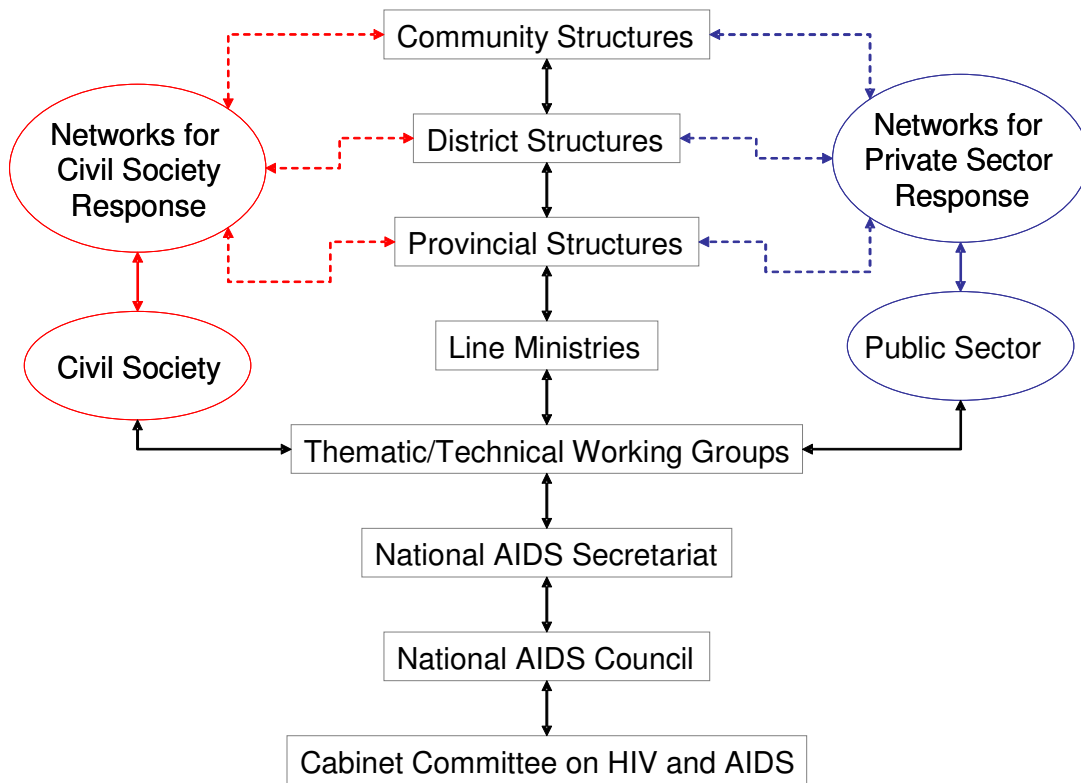 Community Structures
Networks for
Civil Society
Response
District Structures
Networks for
Private Sector
Response
Provincial Structures
Line Ministries
Civil Society
Public Sector
Thematic/Technical Working Groups
National AIDS Secretariat
National AIDS Council
Cabinet Committee on HIV and AIDS